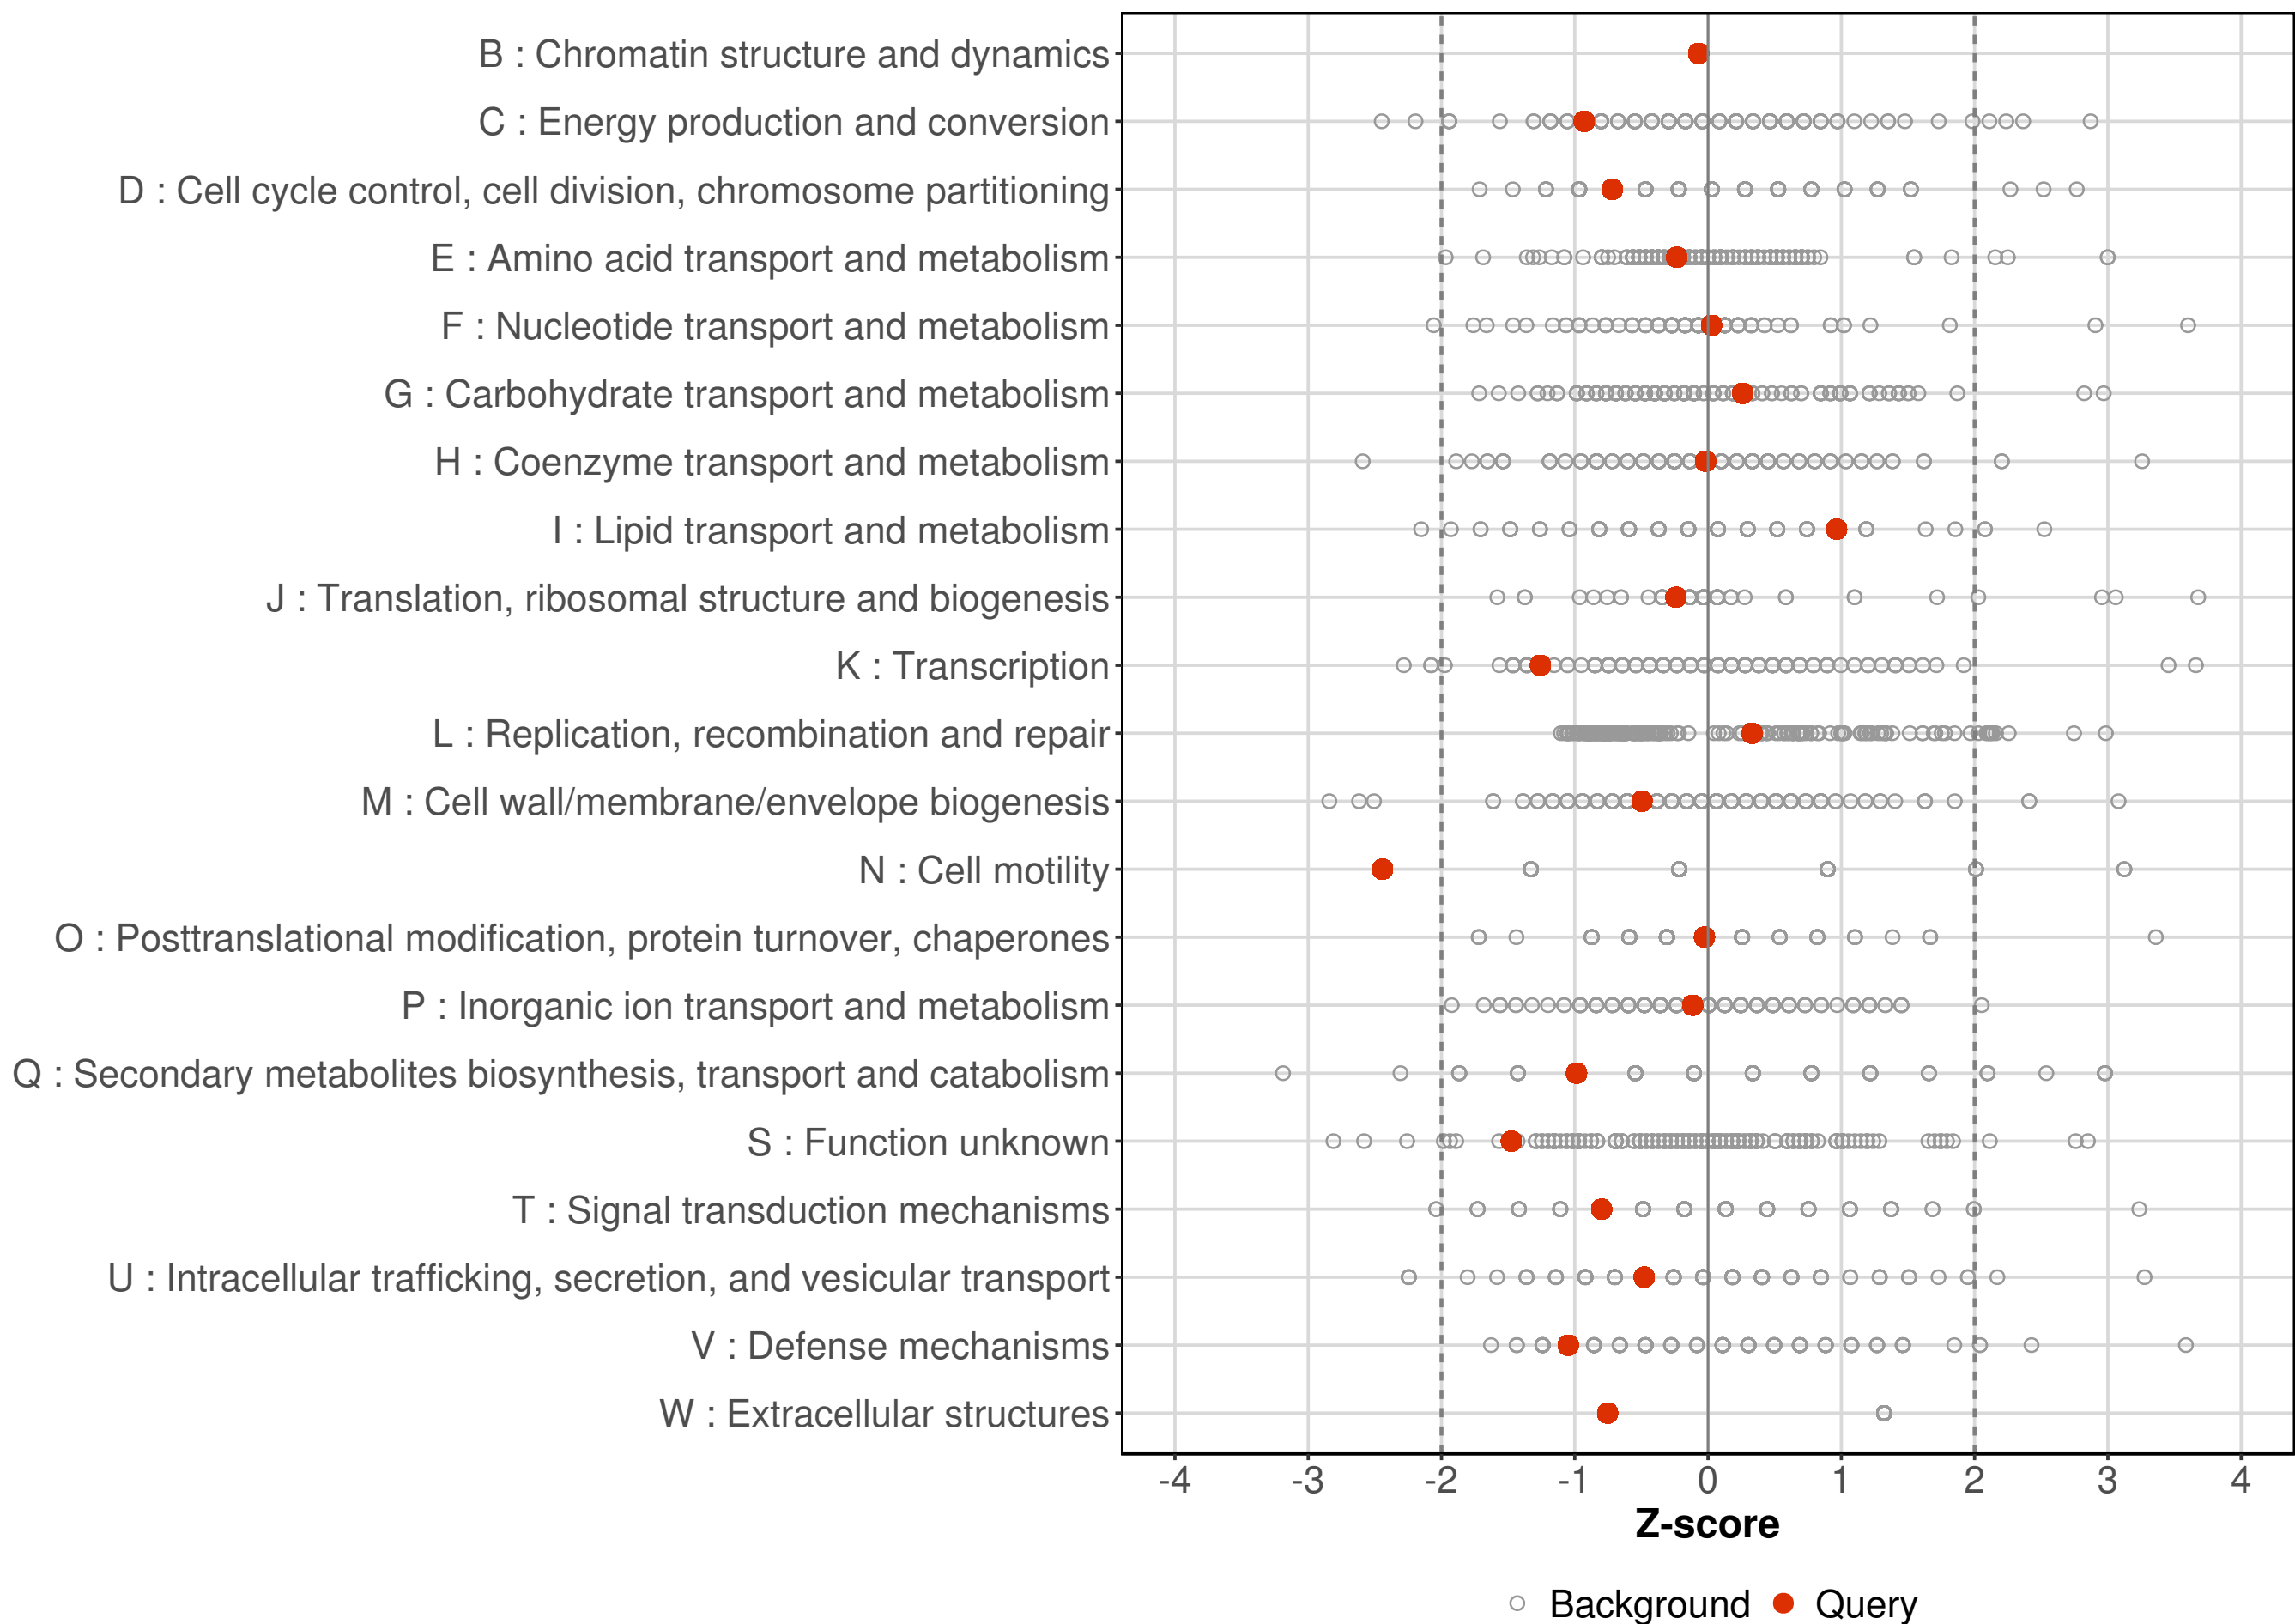 B : Chromatin structure and dynamics
C : Energy production and conversion
D : Cell cycle control, cell division, chromosome partitioning
E : Amino acid transport and metabolism
F : Nucleotide transport and metabolism
G : Carbohydrate transport and metabolism
H : Coenzyme transport and metabolism
I : Lipid transport and metabolism
J : Translation, ribosomal structure and biogenesis
K : Transcription
L : Replication, recombination and repair
M : Cell wall/membrane/envelope biogenesis
N : Cell motility
O : Posttranslational modification, protein turnover, chaperones
P : Inorganic ion transport and metabolism
Q : Secondary metabolites biosynthesis, transport and catabolism
S : Function unknown
T : Signal transduction mechanisms
U : Intracellular trafficking, secretion, and vesicular transport
V : Defense mechanisms
W : Extracellular structures
-4 -3 -2 -1 0 1 2 3 4
Z-score
Background Query